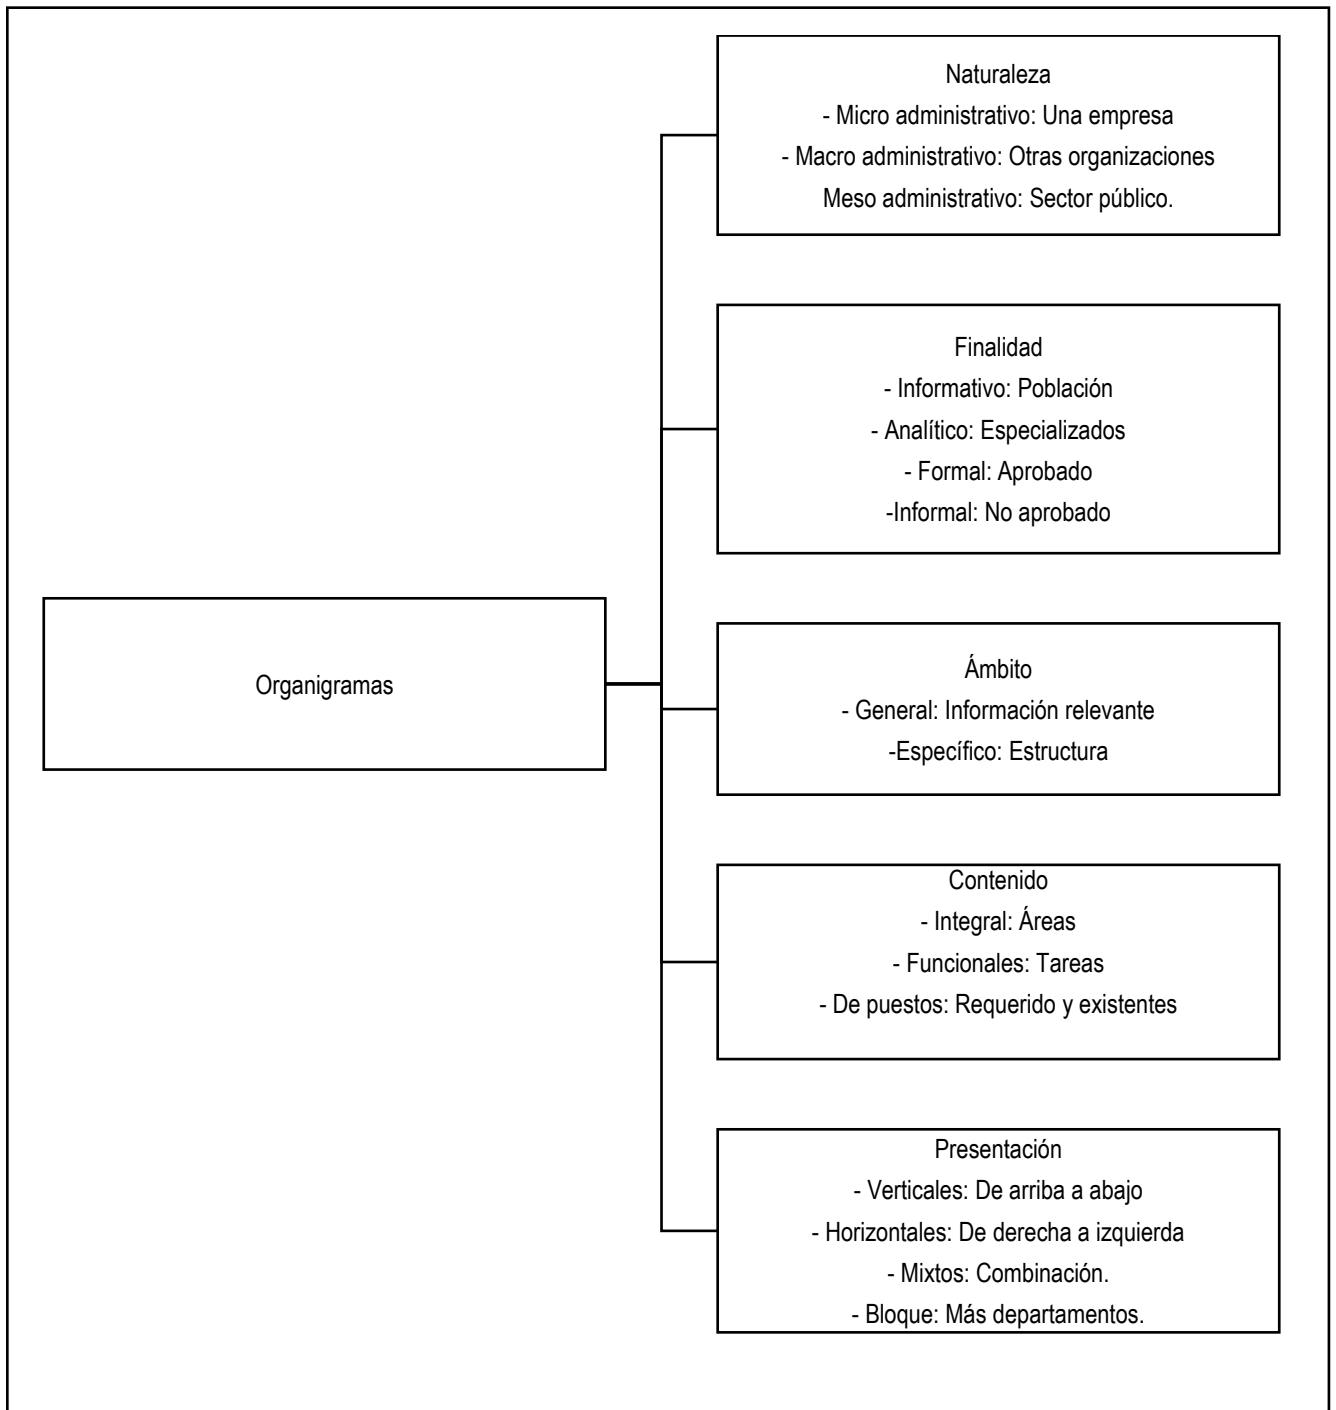 Naturaleza
- Micro administrativo: Una empresa
- Macro administrativo: Otras organizaciones
Meso administrativo: Sector público.
Finalidad
- Informativo: Población
- Analítico: Especializados
- Formal: Aprobado
-Informal: No aprobado
Organigramas
Ámbito
- General: Información relevante
-Específico: Estructura
Contenido
- Integral: Áreas
- Funcionales: Tareas
- De puestos: Requerido y existentes
Presentación
- Verticales: De arriba a abajo
- Horizontales: De derecha a izquierda
- Mixtos: Combinación.
- Bloque: Más departamentos.